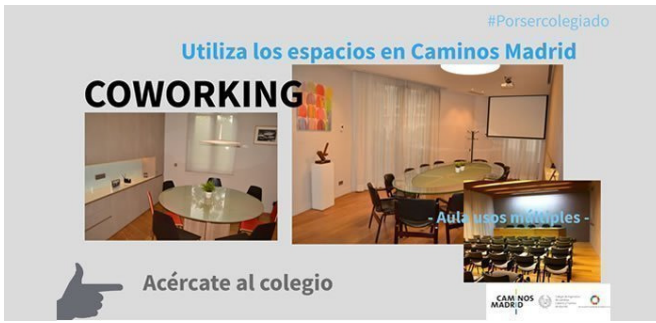 #Porsercolegiado
Utiliza los espacios en Caminos Madrid
COWORKING
- Aula usos múltiples -
Acércate al colegio
CAMINOS
MADRID